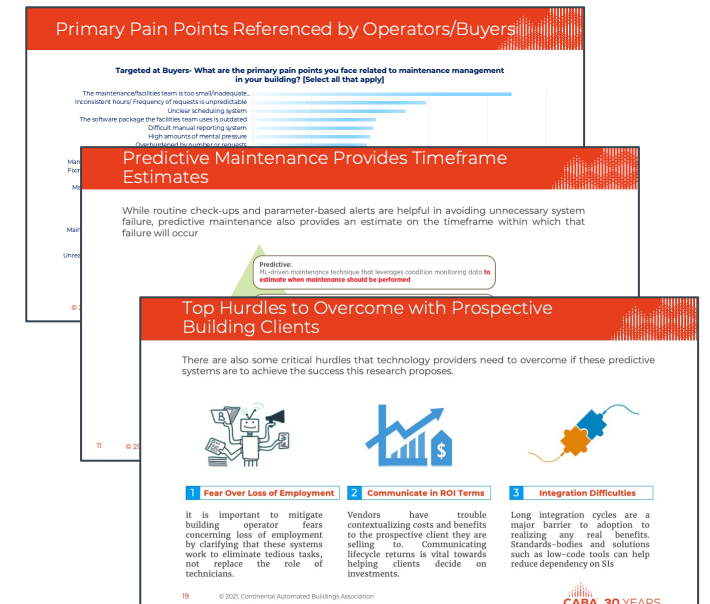 Primary Pain Points Referenced by Operators/Buyers
Targeted at Buyers- What are the primary pain points you face related to maintenance management
in your building? [Select all that apply]
The maintenance/facilities team is too small/inadequate...
Inconsistent hours/ Frequency of requests is unpredictable
Unclear scheduling system
The software package the facilities team uses is outdated
Difficult manual reporting system
High amounts of mental pressure
Overburdened by number or requests
Man
Fixin
Ma
Main
Unrea
©
Predictive Maintenance Provides Timeframe
Estimates
While routine check-ups and parameter-based alerts are helpful in avoiding unnecessary system
failure, predictive maintenance also provides an estimate on the timeframe within which that
failure will occur
Predictive:
ML-driven maintenance technique that leverages condition monitoring data to
estimate when maintenance should be performed
11 © 20
Top Hurdles to Overcome with Prospective
Building Clients
There are also some critical hurdles that technology providers need to overcome if these predictive
systems are to achieve the success this research proposes.
$
1 Fear Over Loss of Employment
it is important to mitigate
building operator fears
concerning loss of employment
by clarifying that these systems
work to eliminate tedious tasks,
not replace the role of
technicians.
2 Communicate in ROI Terms
Vendors have trouble
contextualizing costs and benefits
to the prospective client they are
selling to. Communicating
lifecycle returns is vital towards
helping clients decide on
investments.
3 Integration Difficulties
Long integration cycles are a
major barrier to adoption to
realizing any real benefits.
Standards-bodies and solutions
such as low-code tools can help
reduce dependency on SIs
19 © 2021, Continental Automated Buildings Association
CABA 30 YEARS